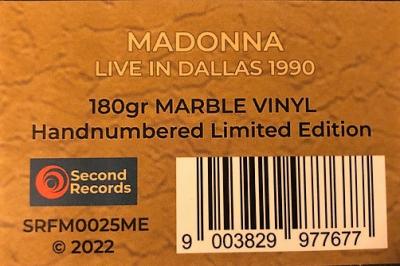 MADONNA
LIVE IN DALLAS 1990
180gr MARBLE VINYL
Handnumbered Limited Edition
Second
Records
SRFM0025ME
© 2022
9 003829 977677